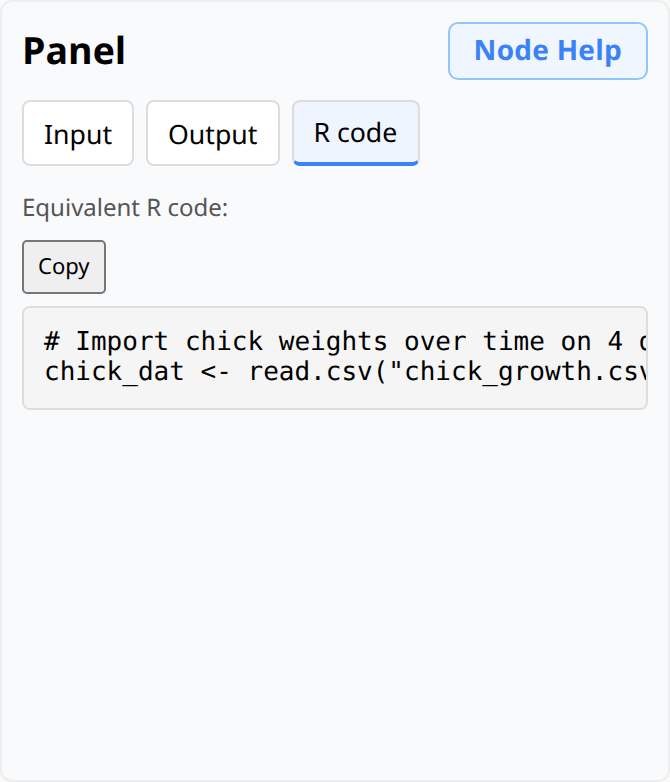 Panel
Node Help
Input
Output
R code
Equivalent R code:
Copy
# Import chick weights over time on 4
chick_dat <- read.csv("chick_growth.csv